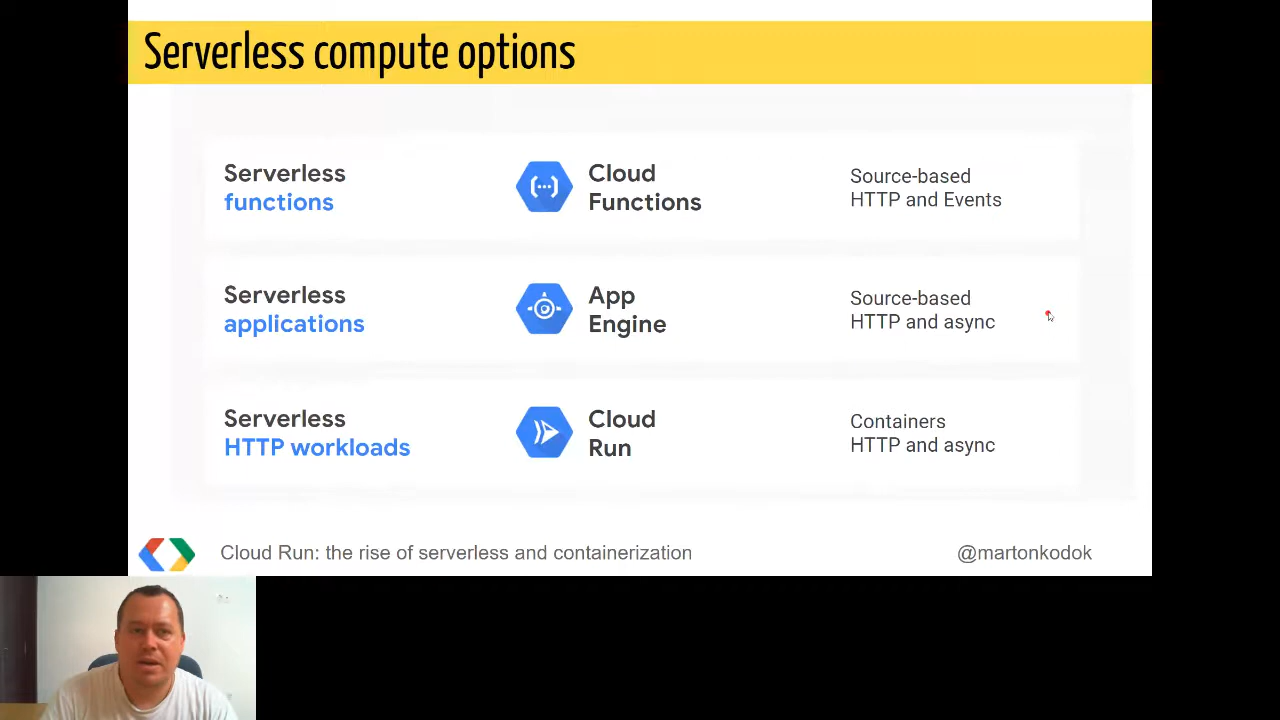 Serverless compute options
Serverless
functions
Cloud
Functions
Source-based
HTTP and Events
Serverless
applications
App
Engine
Source-based
HTTP and async
Serverless
HTTP workloads
Cloud
Run
Containers
HTTP and async
Cloud Run: the rise of serverless and containerization
@martonkodok